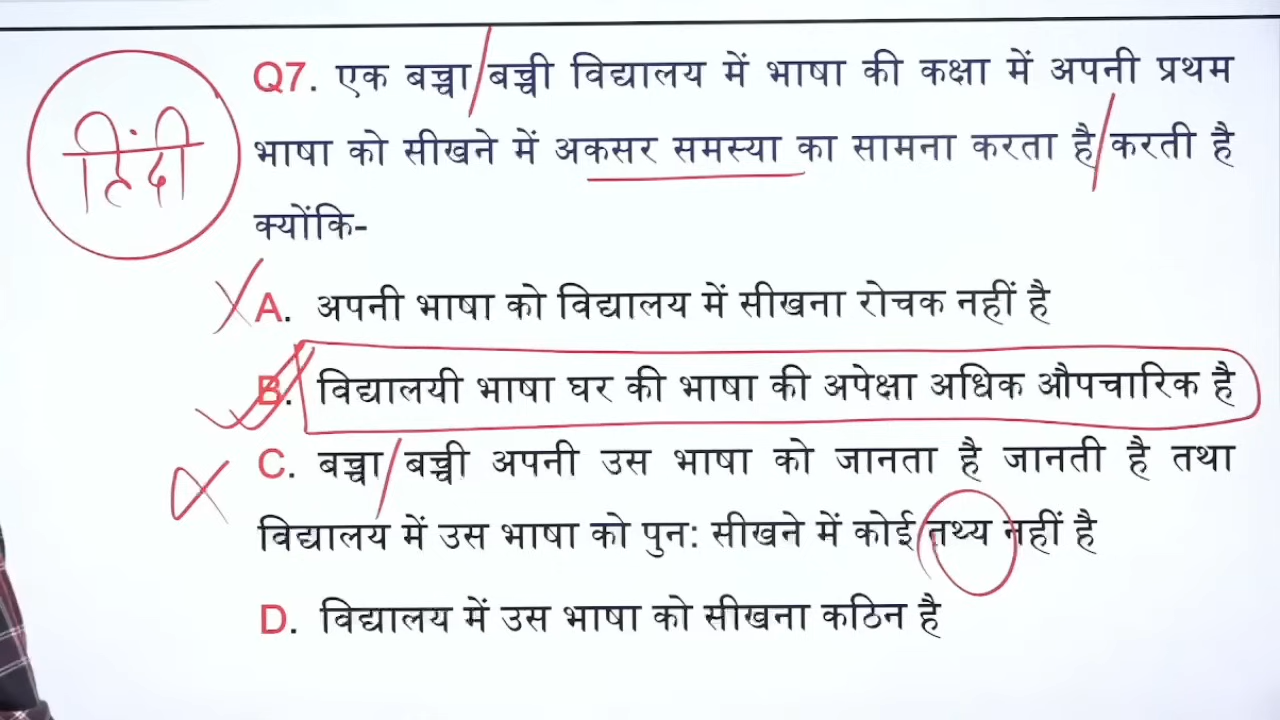 हिंदी
Q7. एक बच्चा/बच्ची विद्यालय में भाषा की कक्षा में अपनी प्रथम
भाषा को सीखने में अकसर समस्या का सामना करता है/करती है
क्योंकि-
A. अपनी भाषा को विद्यालय में सीखना रोचक नहीं है
B. विद्यालयी भाषा घर की भाषा की अपेक्षा अधिक औपचारिक है
C. बच्चा/बच्ची अपनी उस भाषा को जानता है जानती है तथा
विद्यालय में उस भाषा को पुन: सीखने में कोई तथ्य नहीं है
D. विद्यालय में उस भाषा को सीखना कठिन है